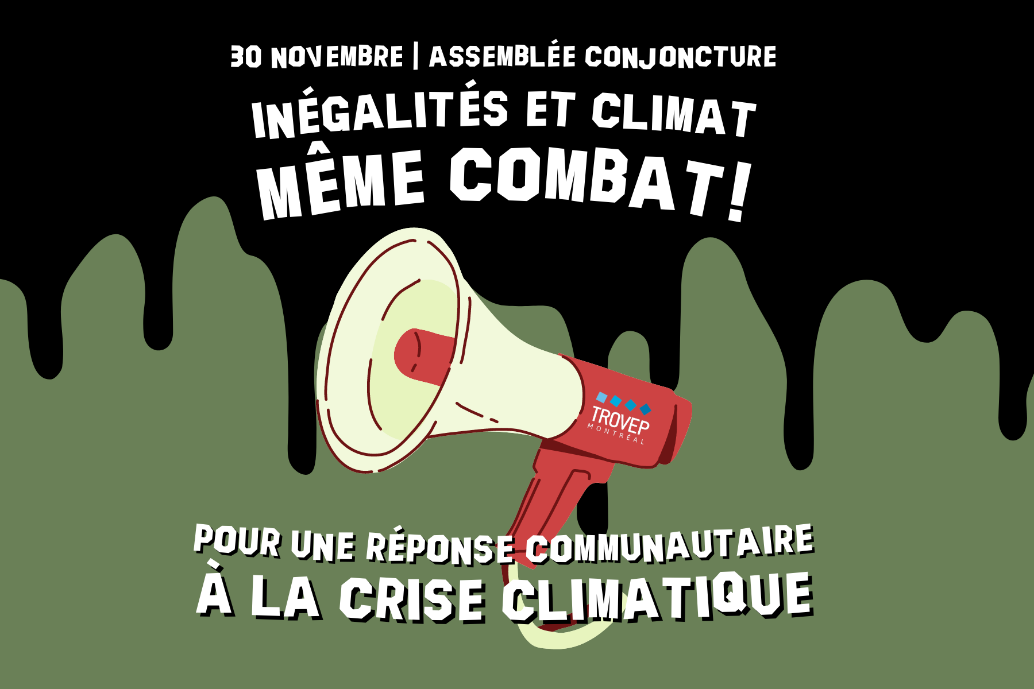 30 NOVEMBRE | ASSEMBLÉE CONJONCTURE
INÉGALITÉS ET CLIMAT
MÊME COMBAT!
TROVEP
MONTRÉAL
POUR UNE RÉPONSE COMMUNAUTAIRE
À LA CRISE CLIMATIQUE